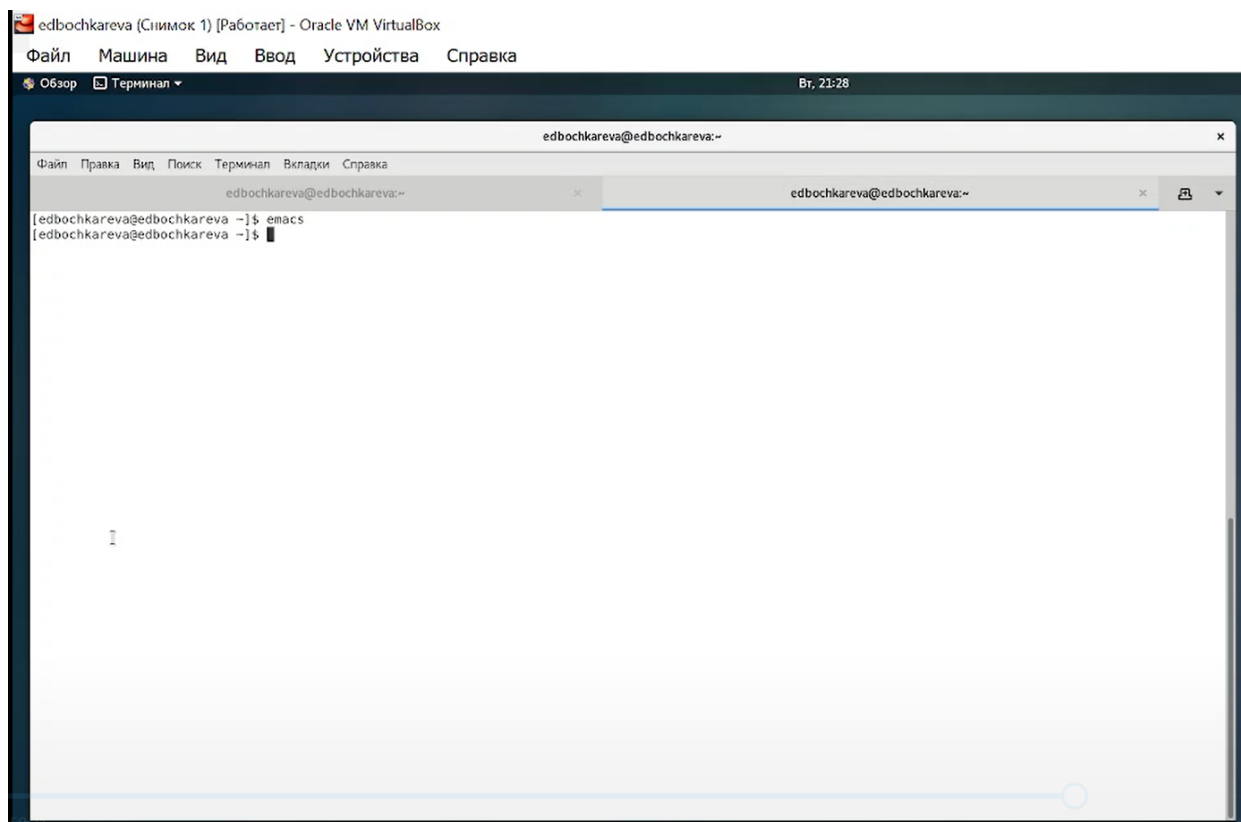 edbochkareva (Снимок 1) [Работает] - Oracle VM VirtualBox
Файл Машина Вид Ввод Устройства Справка
Обзор Терминал Вт, 21:28
edbochkareva@edbochkareva:~
Файл Правка Вид Поиск Терминал Вкладки Справка
edbochkareva@edbochkareva:~ edbochkareva@edbochkareva:~
[edbochkareva@edbochkareva ~]$ emacs
[edbochkareva@edbochkareva ~]$